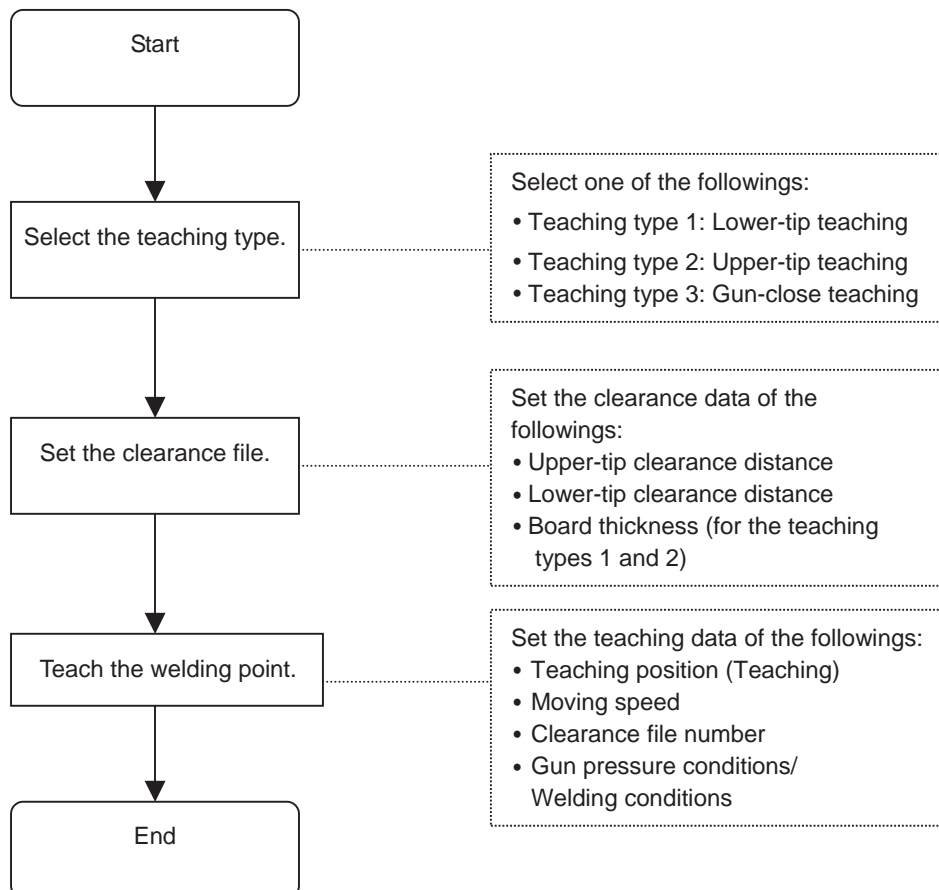 Start
Select the teaching type.
Select one of the followings:
• Teaching type 1: Lower-tip teaching
• Teaching type 2: Upper-tip teaching
• Teaching type 3: Gun-close teaching
Set the clearance file.
Set the clearance data of the
followings:
• Upper-tip clearance distance
• Lower-tip clearance distance
• Board thickness (for the teaching
types 1 and 2)
Teach the welding point.
Set the teaching data of the followings:
• Teaching position (Teaching)
• Moving speed
• Clearance file number
• Gun pressure conditions/
Welding conditions
End